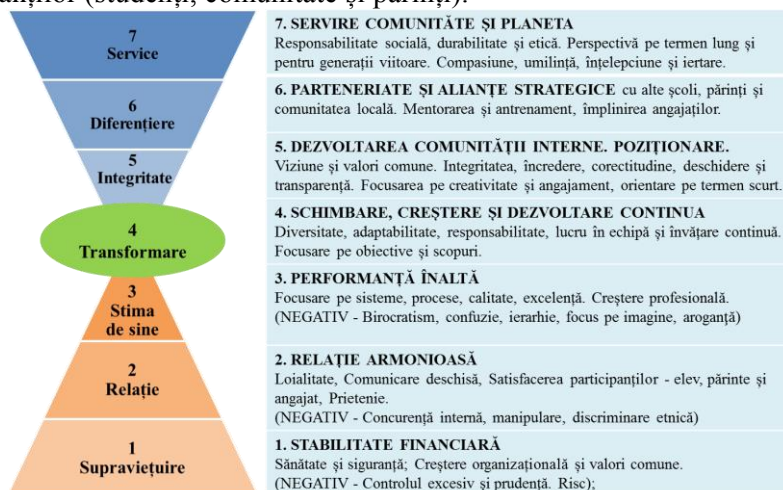 anților (studenți, comunitate și părinți).
7
Service
7. SERVIRE COMUNITĂTE ȘI PLANETA
Responsabilitate socială, durabilitate și etică. Perspectivă pe termen lung și
pentru generații viitoare. Compasiune, umilință, înțelepciune și iertare.
6
Diferențiere
6. PARTENERIATE ȘI ALIANȚE STRATEGICE cu alte școli, părinți și
comunitatea locală. Mentorarea și antrenament, împlinirea angajaților.
5
Integritate
5. DEZVOLTAREA COMUNITĂȚII INTERNE. POZIȚIONARE.
Viziune și valori comune. Integritatea, încredere, corectitudine, deschidere și
transparență. Focusarea pe creativitate și angajament, orientare pe termen scurt.
4
Transformare
4. SCHIMBARE, CREȘTERE ȘI DEZVOLTARE CONTINUA
Diversitate, adaptabilitate, responsabilitate, lucru în echipă și învățare continuă.
Focusare pe obiective și scopuri.
3
Stima
de sine
3. PERFORMANȚĂ ÎNALTĂ
Focusare pe sisteme, procese, calitate, excelență. Creștere profesională.
(NEGATIV - Birocratism, confuzie, ierarhie, focus pe imagine, aroganță)
2
Relație
2. RELAȚIE ARMONIOASĂ
Loialitate, Comunicare deschisă, Satisfacerea participanților - elev, părinte și
angajat, Prietenie.
(NEGATIV - Concurență internă, manipulare, discriminare etnică)
1
Supraviețuire
1. STABILITATE FINANCIARĂ
Sănătate și siguranță; Creștere organizațională și valori comune.
(NEGATIV - Controlul excesiv și prudență. Risc);